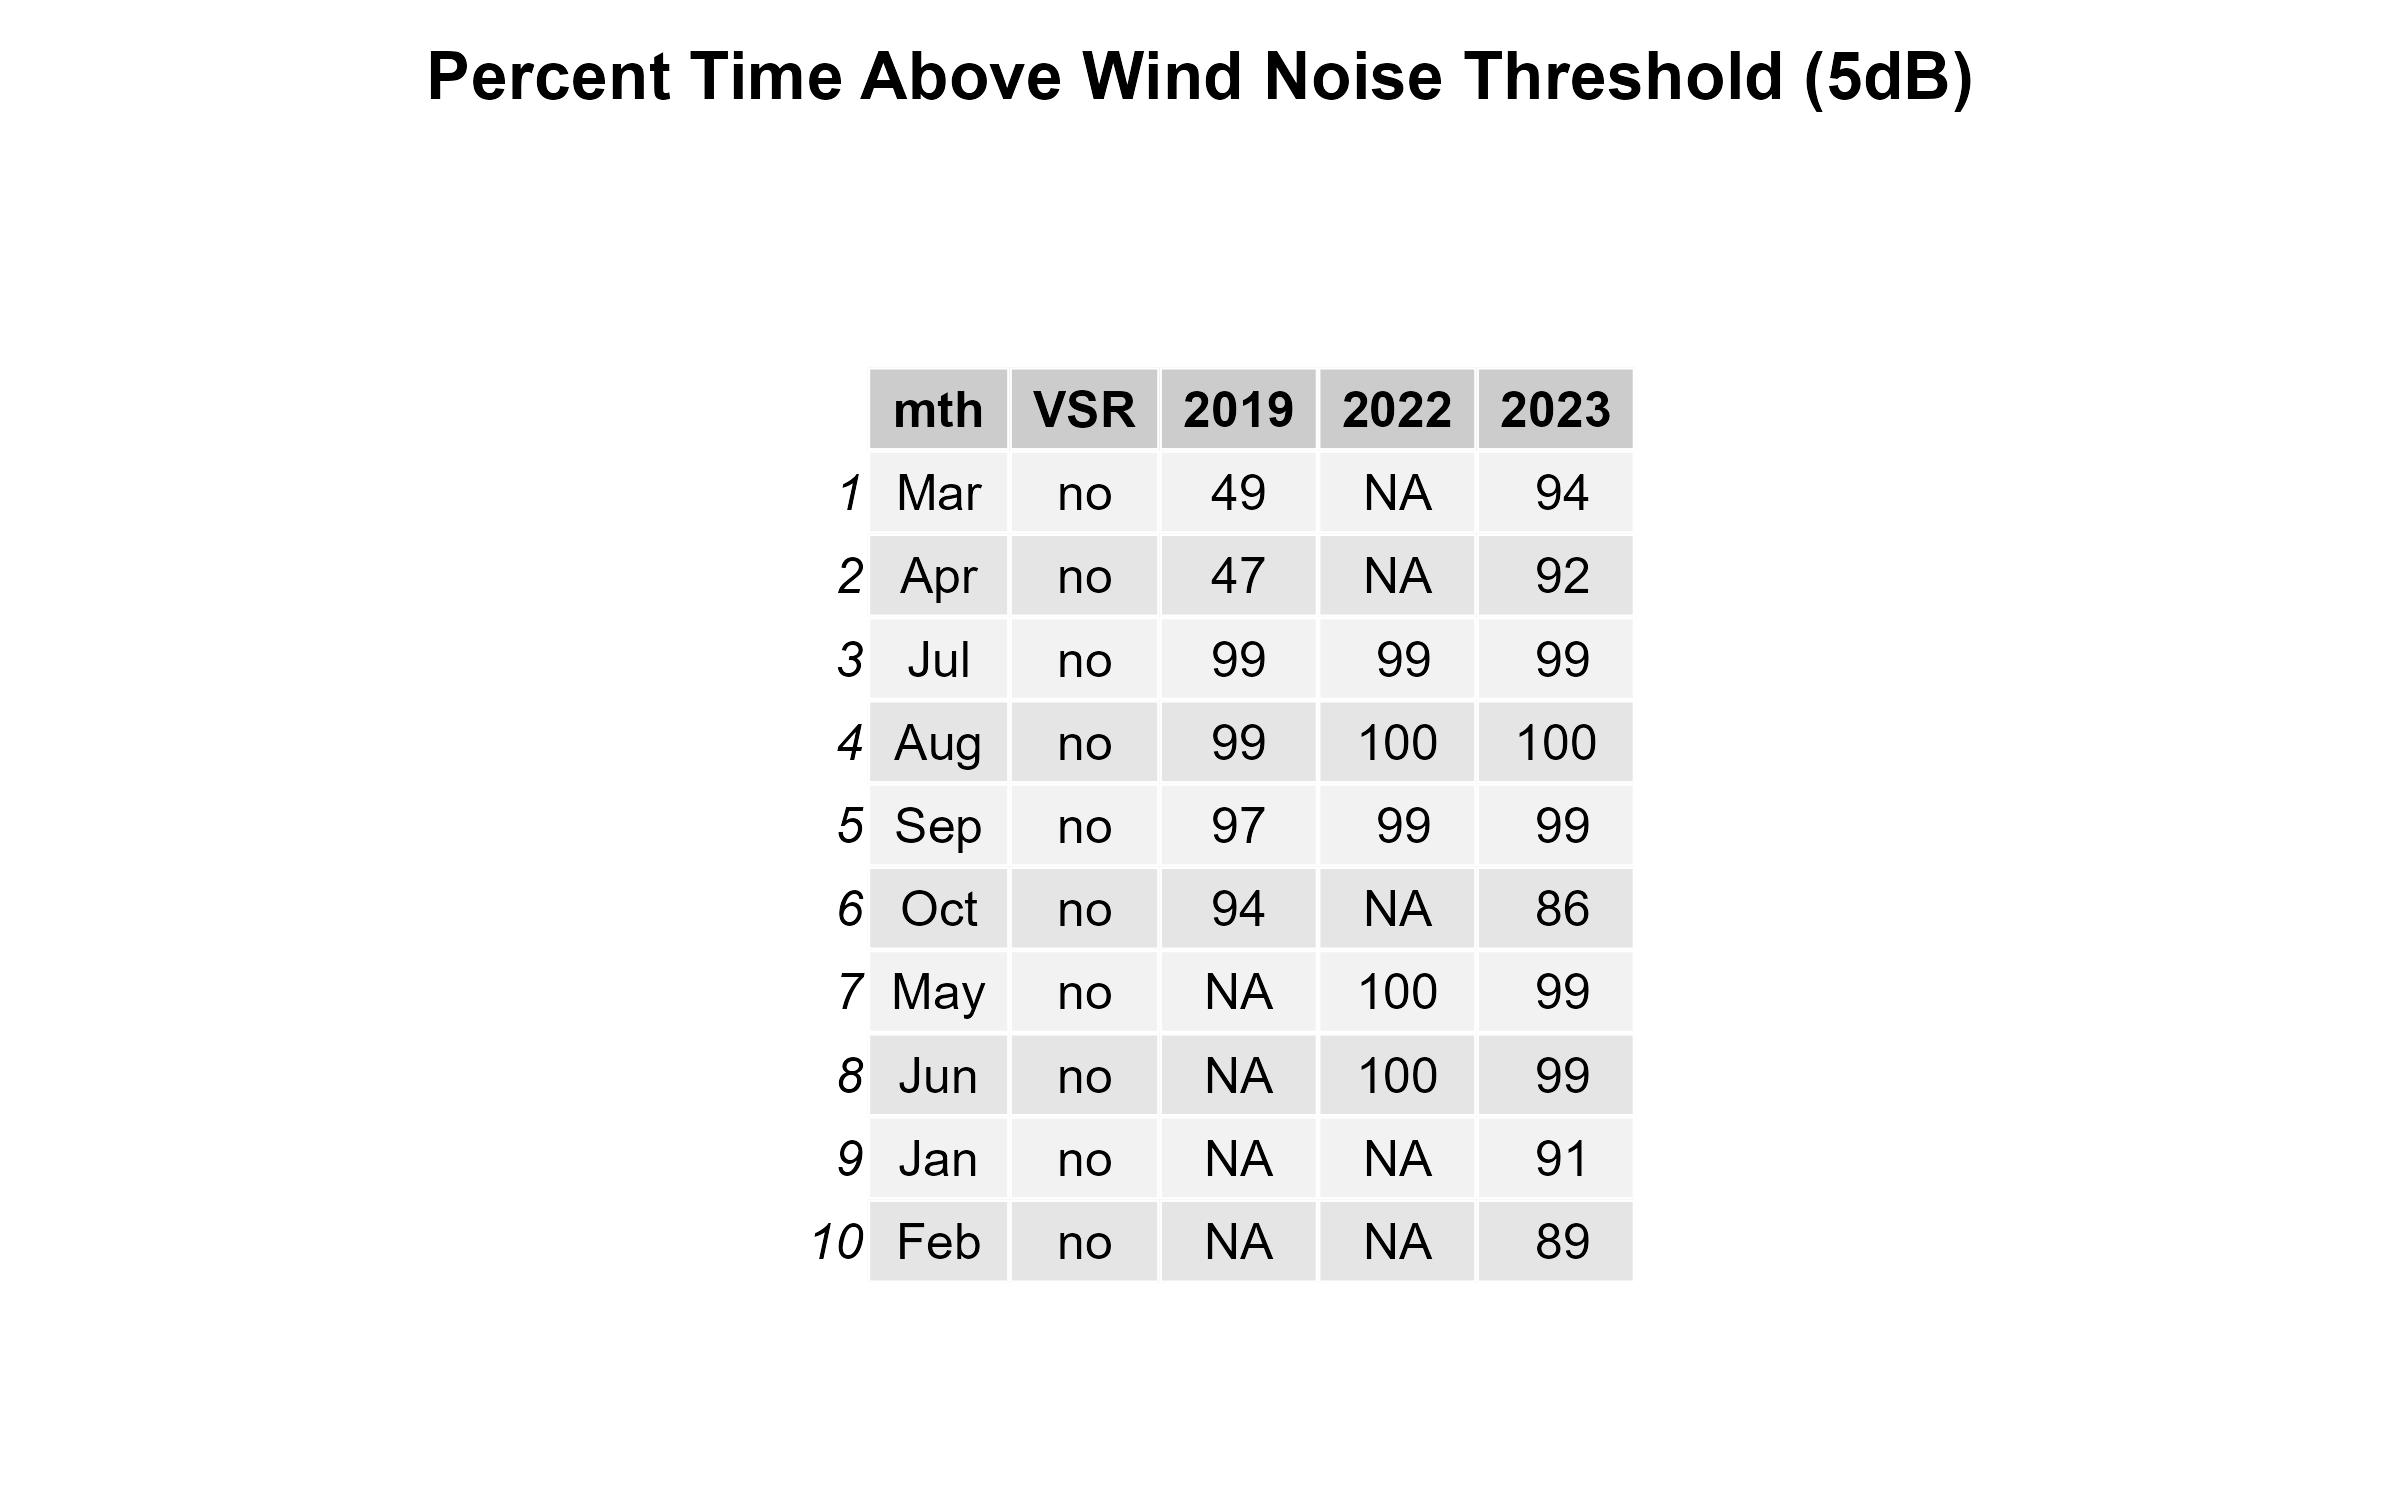 Percent Time Above Wind Noise Threshold (5dB)
mth VSR 2019 2022 2023
1 Mar no 49 NA 94
2 Apr no 47 NA 92
3 Jul no 99 99 99
4 Aug no 99 100 100
5 Sep no 97 99 99
6 Oct no 94 NA 86
7 May no NA 100 99
8 Jun no NA 100 99
9 Jan no NA NA 91
10 Feb no NA NA 89